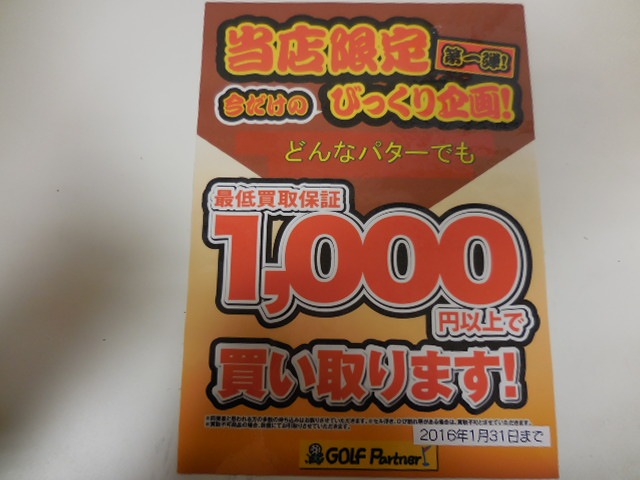 当店限定
第一弾!
今だけの びっくり企画!
どんなパターでも
最低買取保証
1,000
円以上で
買い取ります!
2016年1月31日まで
GOLF Partner